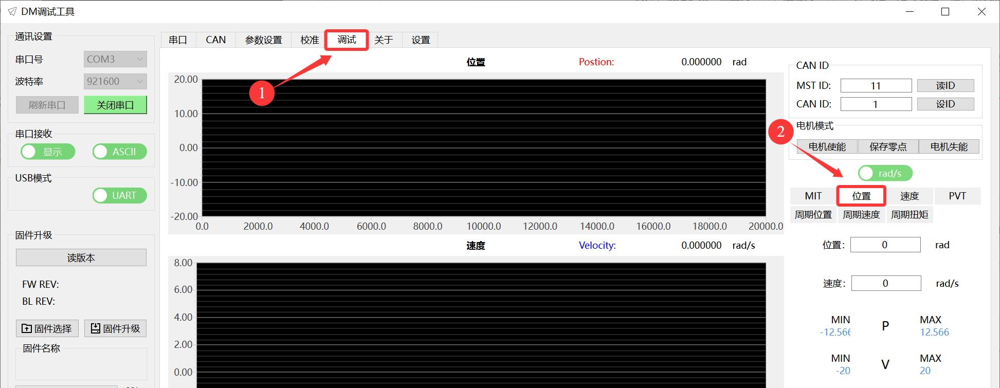 DM调试工具
通讯设置
串口号 COM3
波特率 921600
刷新串口 关闭串口
串口接收
显示 ASCII
USB模式
UART
固件升级
读版本
FW REV:
BL REV:
固件选择 固件升级
固件名称
串口 CAN 参数设置 校准 调试 关于 设置
1
位置 Postion: 0.000000 rad
20.00
10.00
0.00
-10.00
-20.00
0.0 2000.0 4000.0 6000.0 8000.0 10000.0 12000.0 14000.0 16000.0 18000.0 20000.0
速度 Velocity: 0.000000 rad/s
8.00
6.00
4.00
2.00
0.00
CAN ID
MST ID: 11 读ID
CAN ID: 1 设ID
2
电机模式
电机使能 保存零点 电机失能
rad/s
MIT 位置 速度 PVT
周期位置 周期速度 周期扭矩
位置: 0 rad
速度: 0 rad/s
MIN P MAX
-12.566 12.566
MIN V MAX
-20 20